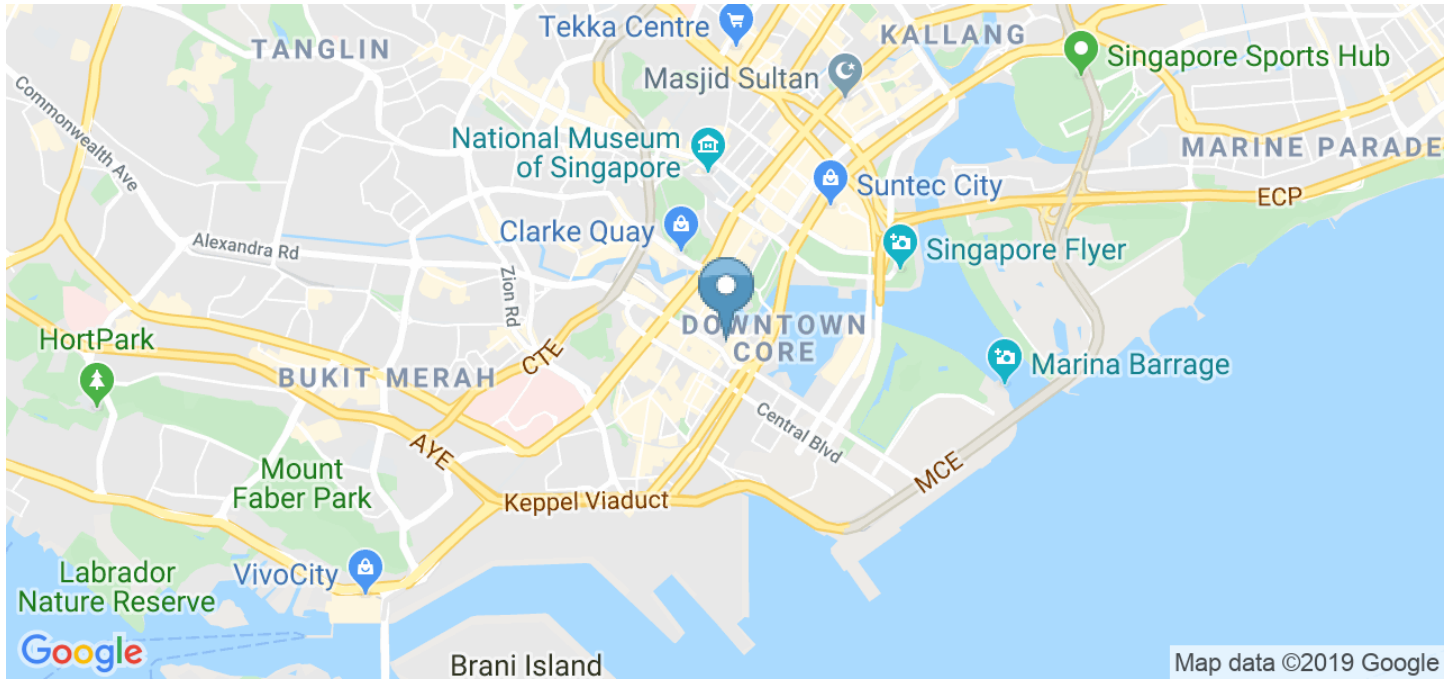 Tekka Centre
KALLANG
TANGLIN
Singapore Sports Hub
Masjid Sultan
Commonwealth Ave
National Museum
of Singapore
MARINE PARADE
Suntec City
ECP
Clarke Quay
Alexandra Rd
Singapore Flyer
Zion Rd
HortPark
DOWNTOWN
CORE
CTE
Marina Barrage
BUKIT MERAH
Central Blvd
AYE
MCE
Mount
Faber Park
Keppel Viaduct
Labrador
Nature Reserve
VivoCity
Google
Brani Island
Map data ©2019 Google